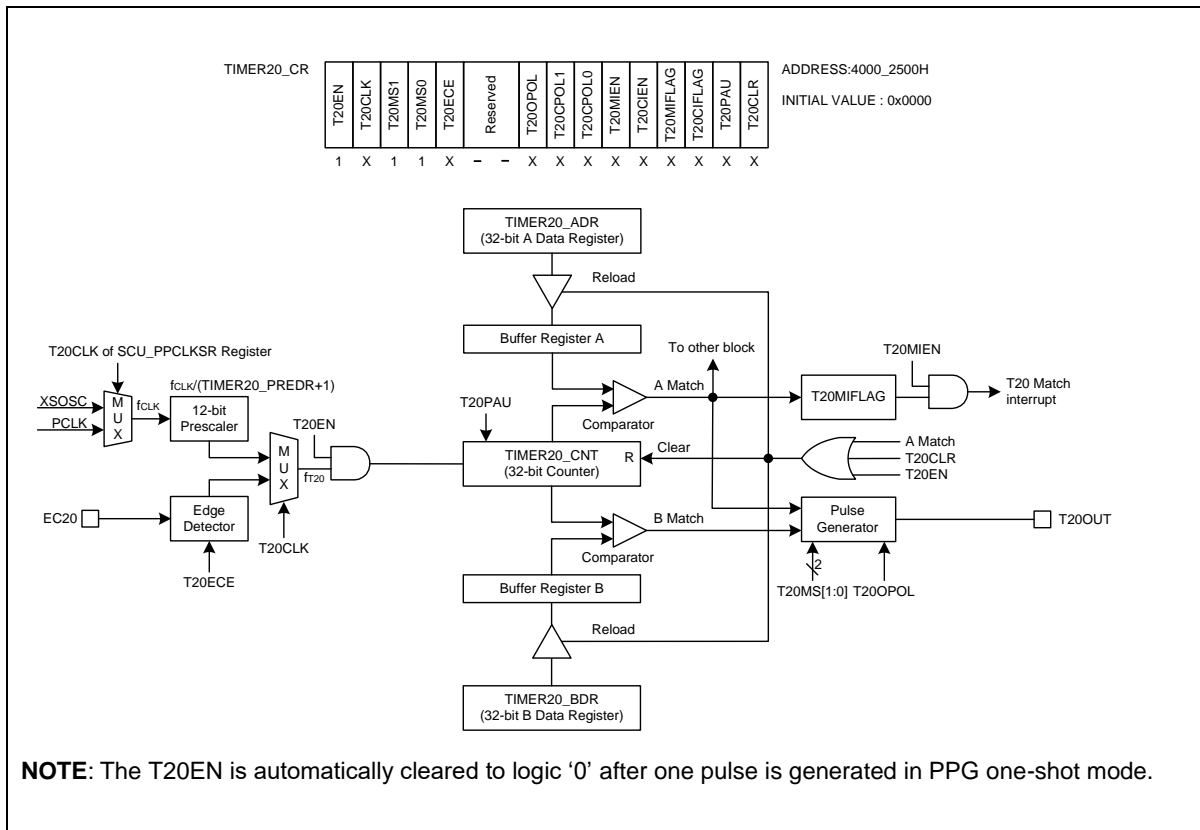 TIMER20_CR
T20EN
T20CLK
T20MS1
T20MS0
T20ECE
Reserved
T20OPOL
T20CPOL1
T20CPOL0
T20MIEN
T20CIEN
T20MIFLAG
T20CIFLAG
T20PAU
T20CLR
ADDRESS:4000_2500H
INITIAL VALUE : 0x0000
1 X 1 1 X – – X X X X X X X X X
TIMER20_ADR
(32-bit A Data Register)
Reload
Buffer Register A
T20CLK of SCU_PPCLKSR Register
To other block
T20MIEN
fCLK/(TIMER20_PREDR+1)
XSOSC
PCLK
MUX
fCLK
12-bit
Prescaler
A Match
T20MIFLAG
T20 Match
interrupt
T20PAU
Comparator
T20EN
MUX
fT20
TIMER20_CNT
(32-bit Counter)
R
Clear
A Match
T20CLR
T20EN
EC20
Edge
Detector
T20CLK
T20ECE
B Match
Comparator
Pulse
Generator
T20OUT
2
T20MS[1:0]
T20OPOL
Buffer Register B
Reload
TIMER20_BDR
(32-bit B Data Register)
NOTE: The T20EN is automatically cleared to logic ‘0’ after one pulse is generated in PPG one-shot mode.